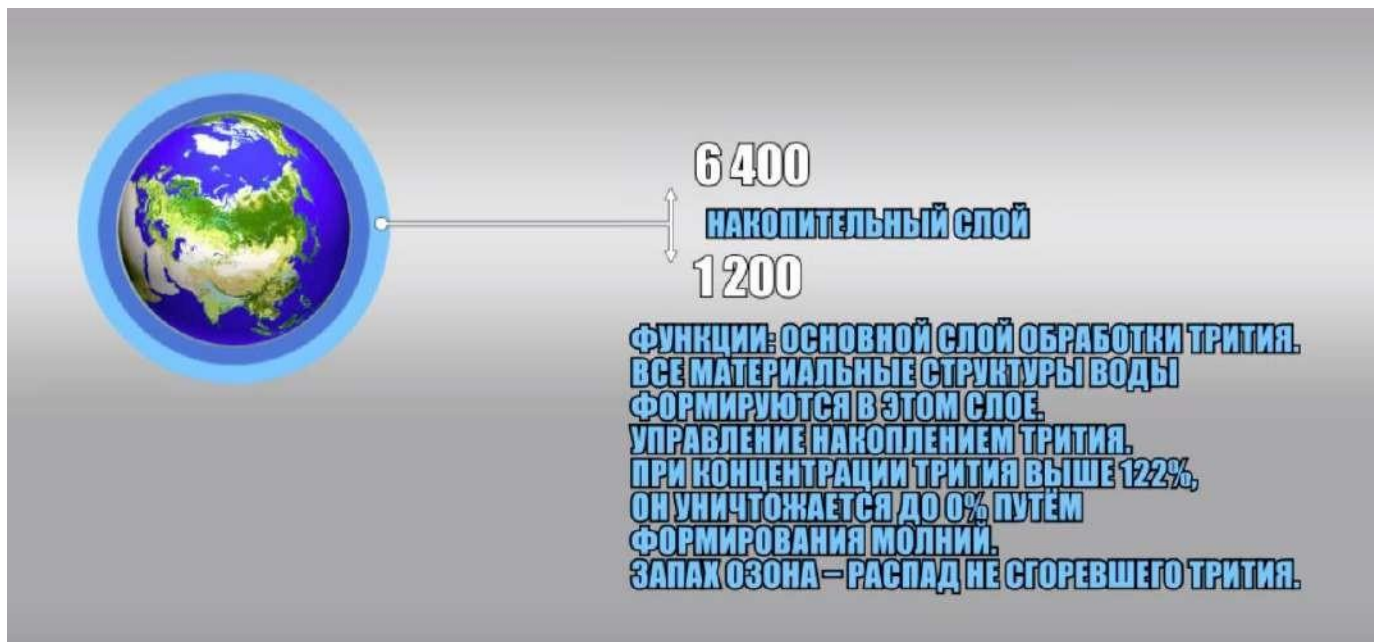 6 400
НАКОПИТЕЛЬНЫЙ СЛОЙ
1 200
ФУНКЦИИ: ОСНОВНОЙ СЛОЙ ОБРАБОТКИ ТРИТИЯ.
ВСЕ МАТЕРИАЛЬНЫЕ СТРУКТУРЫ ВОДЫ
ФОРМИРУЮТСЯ В ЭТОМ СЛОЕ.
УПРАВЛЕНИЕ НАКОПЛЕНИЕМ ТРИТИЯ.
ПРИ КОНЦЕНТРАЦИИ ТРИТИЯ ВЫШЕ 122%,
ОН УНИЧТОЖАЕТСЯ ДО 0% ПУТЁМ
ФОРМИРОВАНИЯ МОЛНИЙ.
ЗАПАХ ОЗОНА – РАСПАД НЕ СГОРЕВШЕГО ТРИТИЯ.